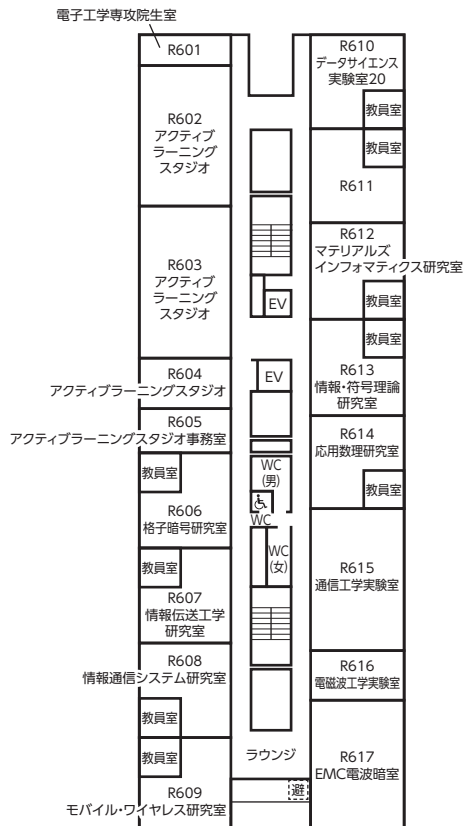 電子工学専攻院生室
R601
R602
アクティブ
ラーニング
スタジオ
R603
アクティブ
ラーニング
スタジオ
R604
アクティブラーニングスタジオ
R605
アクティブラーニングスタジオ事務室
教員室
R606
格子暗号研究室
教員室
R607
情報伝送工学
研究室
R608
情報通信システム研究室
教員室
教員室
R609
モバイル・ワイヤレス研究室
EV
EV
WC
(男)
WC
WC
(女)
ラウンジ
避
R610
データサイエンス
実験室20
教員室
教員室
R611
R612
マテリアルズ
インフォマティクス研究室
教員室
教員室
R613
情報・符号理論
研究室
R614
応用数理研究室
教員室
R615
通信工学実験室
R616
電磁波工学実験室
R617
EMC電波暗室